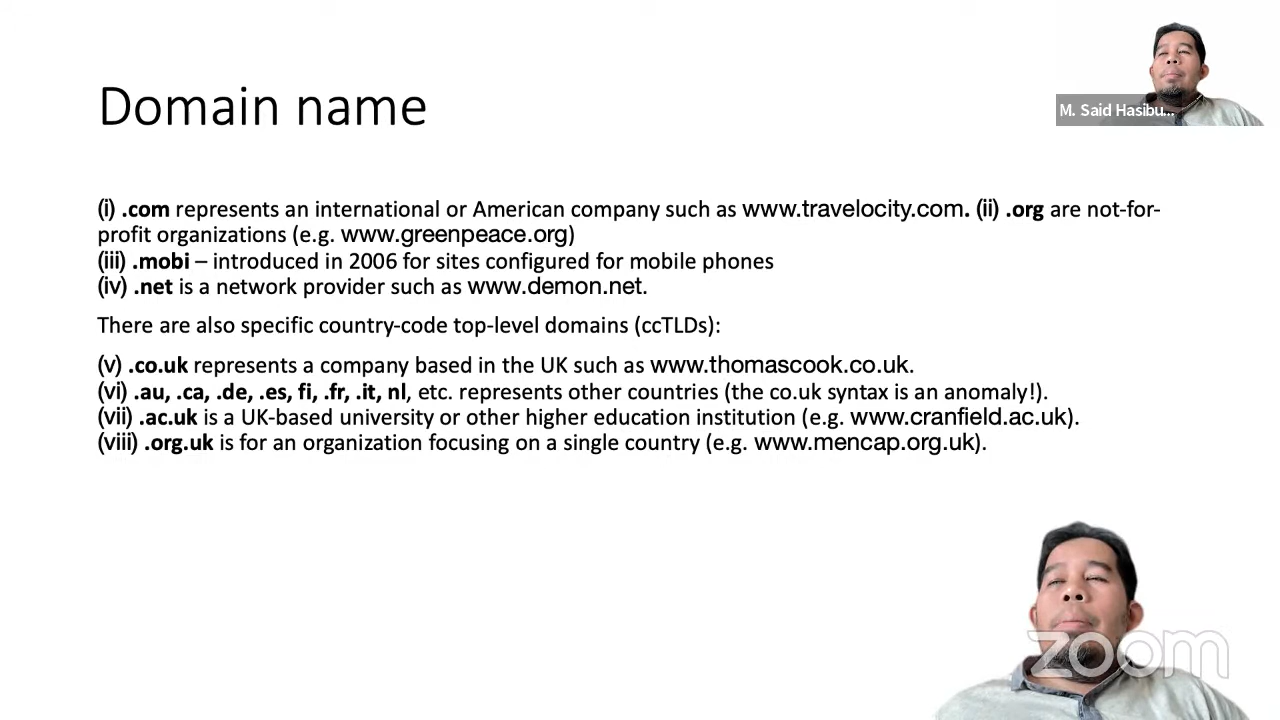 Domain name
M. Said Hasibu...
(i) .com represents an international or American company such as www.travelocity.com. (ii) .org are not-for-
profit organizations (e.g. www.greenpeace.org)
(iii) .mobi – introduced in 2006 for sites configured for mobile phones
(iv) .net is a network provider such as www.demon.net.
There are also specific country-code top-level domains (ccTLDs):
(v) .co.uk represents a company based in the UK such as www.thomascook.co.uk.
(vi) .au, .ca, .de, .es, fi, .fr, .it, nl, etc. represents other countries (the co.uk syntax is an anomaly!).
(vii) .ac.uk is a UK-based university or other higher education institution (e.g. www.cranfield.ac.uk).
(viii) .org.uk is for an organization focusing on a single country (e.g. www.mencap.org.uk).
zoom